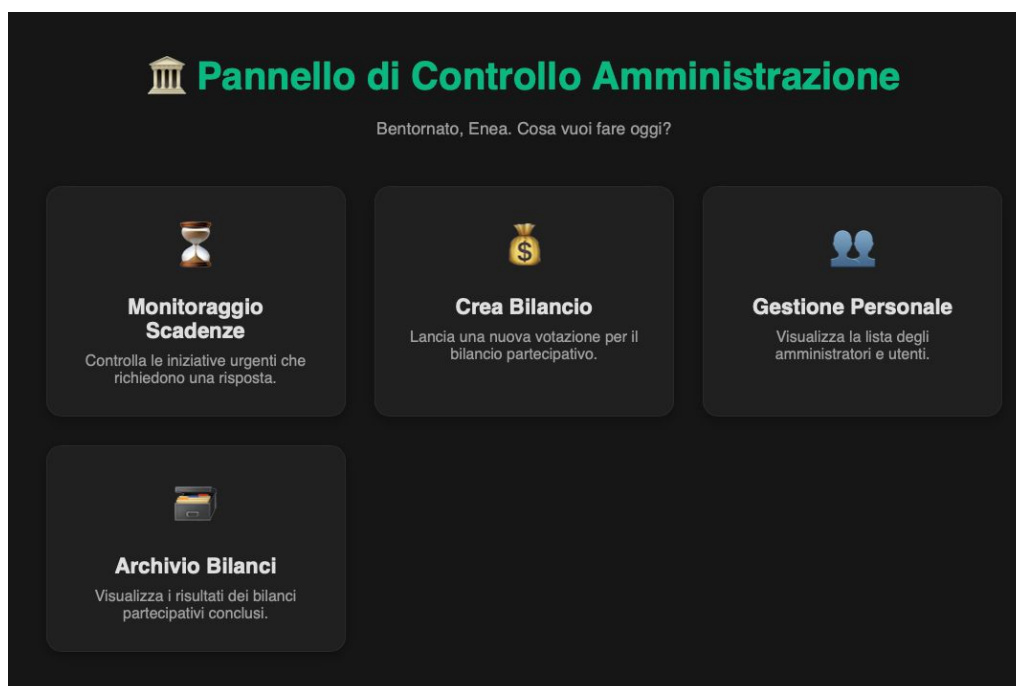 🏛️ Pannello di Controllo Amministrazione
Bentornato, Enea. Cosa vuoi fare oggi?
Monitoraggio
Scadenze
Controlla le iniziative urgenti che
richiedono una risposta.
Crea Bilancio
Lancia una nuova votazione per il
bilancio partecipativo.
Gestione Personale
Visualizza la lista degli
amministratori e utenti.
Archivio Bilanci
Visualizza i risultati dei bilanci
partecipativi conclusi.